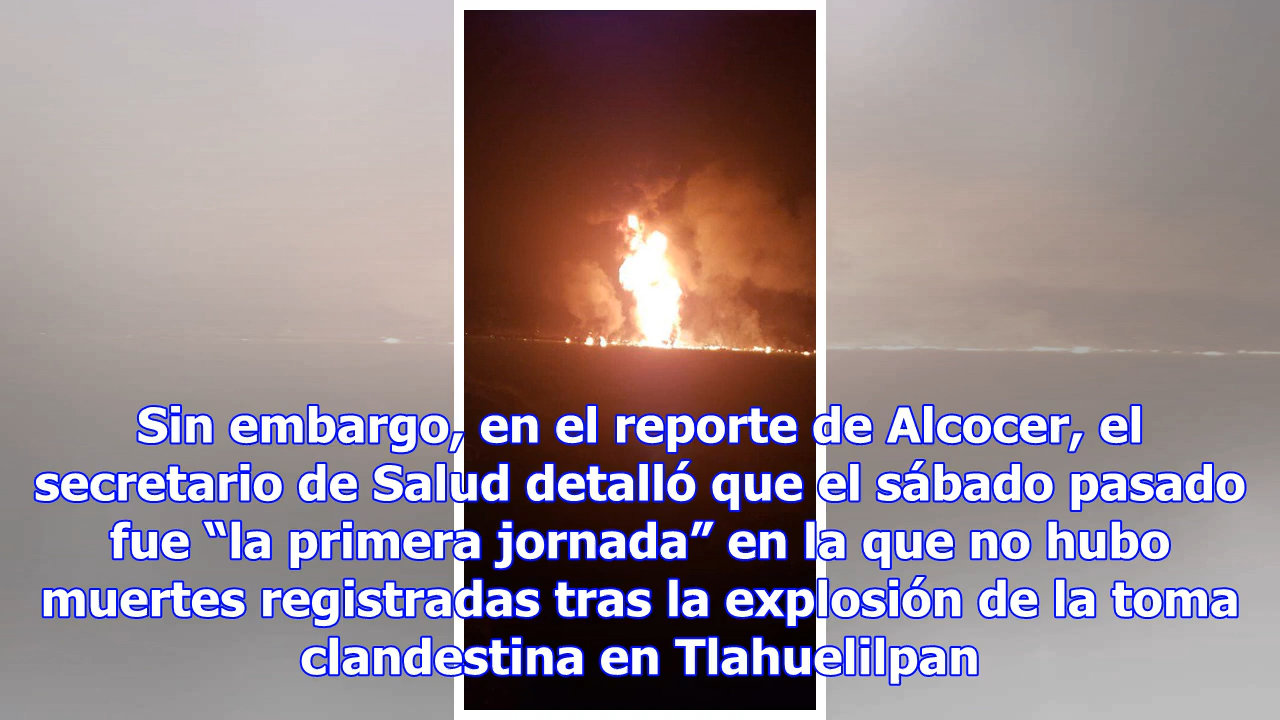 Sin embargo, en el reporte de Alcocer, el
secretario de Salud detalló que el sábado pasado
fue “la primera jornada” en la que no hubo
muertes registradas tras la explosión de la toma
clandestina en Tlahuelilpan